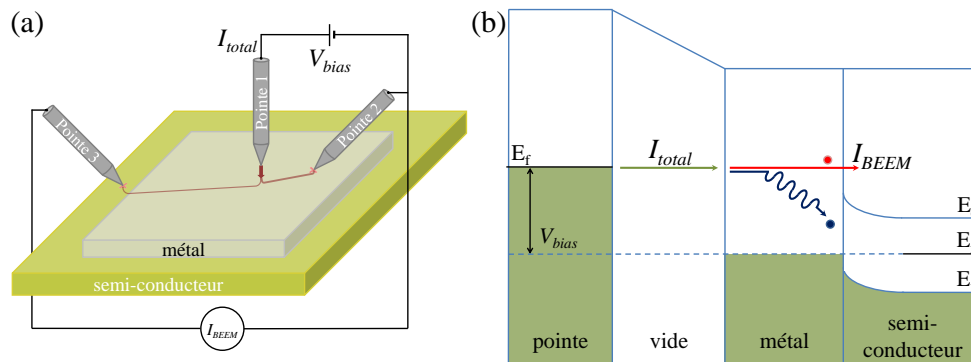 (a)
I_total
V_bias
Pointe 1
Pointe 2
Pointe 3
métal
semi-conducteur
I_BEEM
(b)
E_f
I_total
I_BEEM
V_bias
E
E
E
pointe
vide
métal
semi-
conducteur